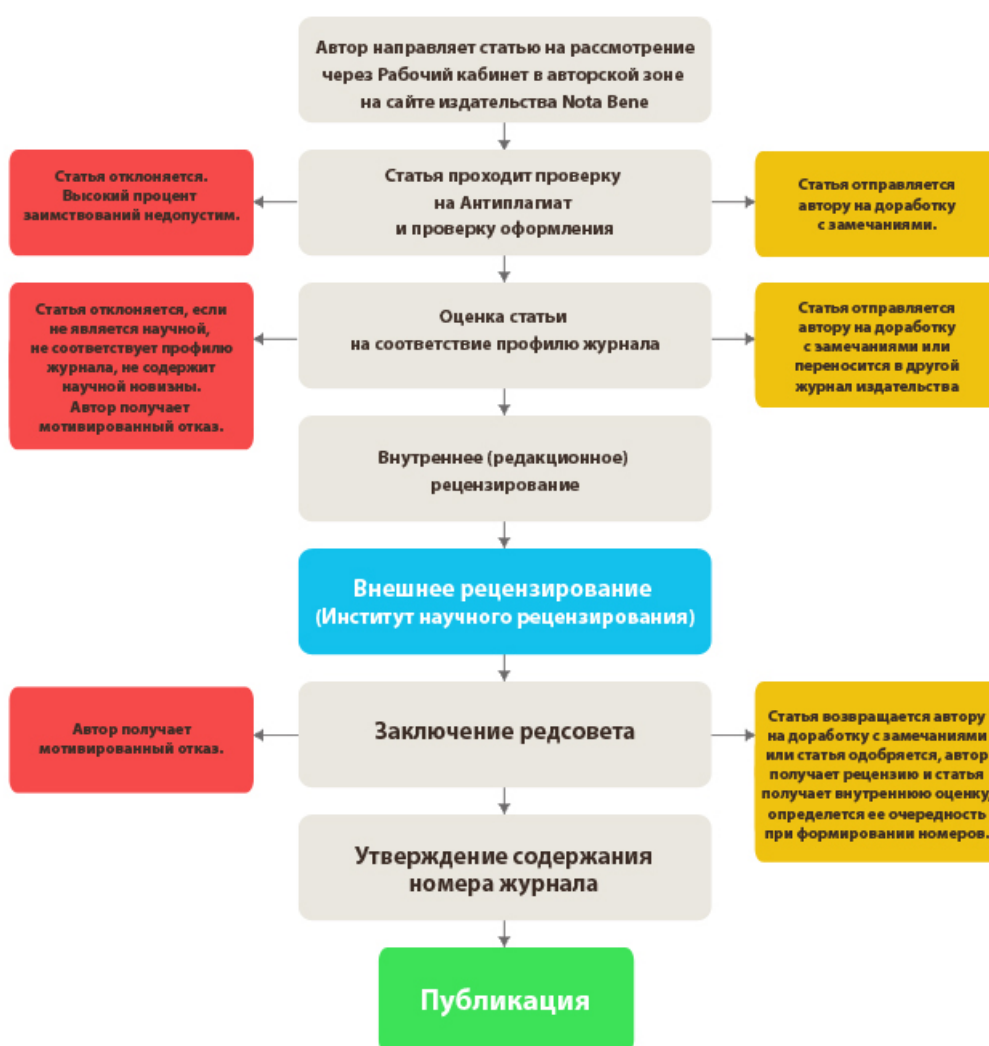 Автор направляет статью на рассмотрение
через Рабочий кабинет в авторской зоне
на сайте издательства Nota Bene
Статья отклоняется.
Высокий процент
заимствований недопустим.
Статья проходит проверку
на Антиплагиат
и проверку оформления
Статья отправляется
автору на доработку
с замечаниями.
Статья отклоняется, если
не является научной,
не соответствует профилю
журнала, не содержит
научной новизны.
Автор получает
мотивированный отказ.
Оценка статьи
на соответствие профилю журнала
Статья отправляется
автору на доработку
с замечаниями или
переносится в другой
журнал издательства
Внутреннее (редакционное)
рецензирование
Внешнее рецензирование
(Институт научного рецензирования)
Автор получает
мотивированный отказ.
Заключение редсовета
Статья возвращается автору
на доработку с замечаниями
или статья одобряется, автор
получает рецензию и статья
получает внутреннюю оценку,
определется ее очередность
при формировании номеров.
Утверждение содержания
номера журнала
Публикация